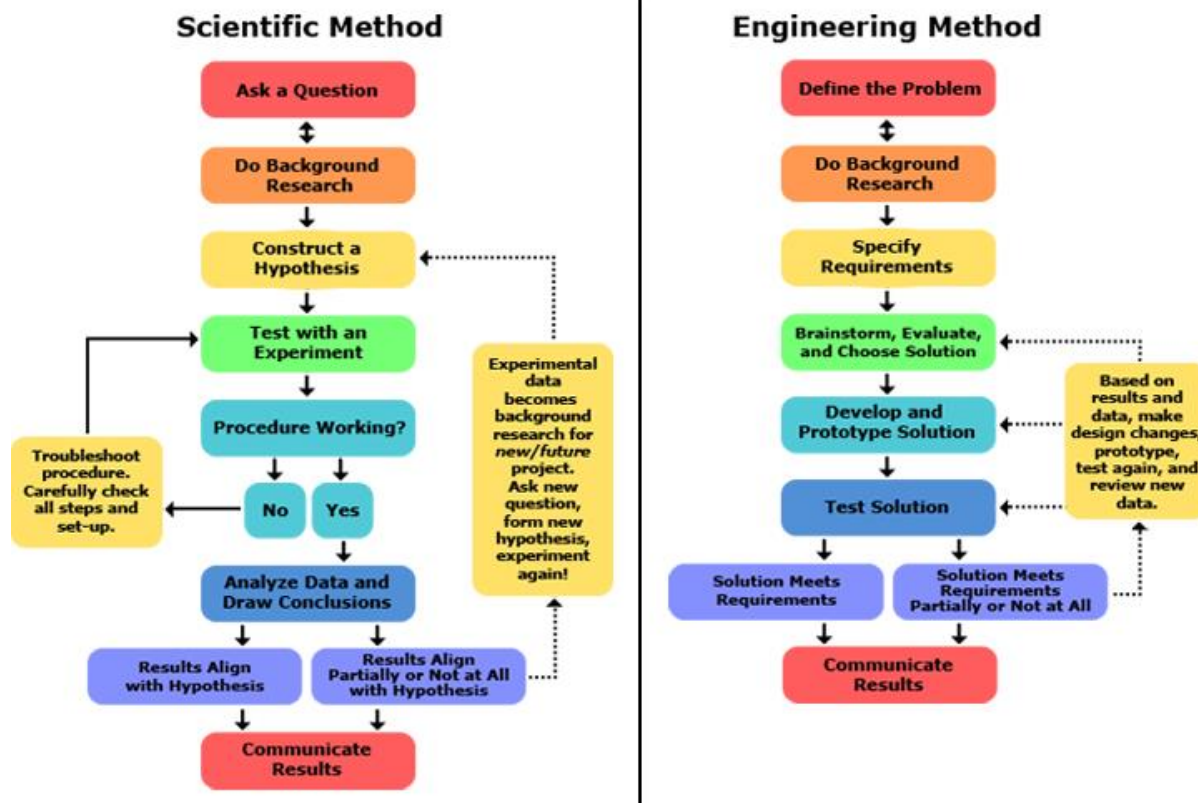 Scientific Method
Ask a Question
Do Background
Research
Construct a
Hypothesis
Test with an
Experiment
Procedure Working?
No
Yes
Troubleshoot
procedure.
Carefully check
all steps and
set-up.
Experimental
data
becomes
background
research for
new/future
project.
Ask new
question,
form new
hypothesis,
experiment
again!
Analyze Data and
Draw Conclusions
Results Align
with Hypothesis
Results Align
Partially or Not at All
with Hypothesis
Communicate
Results
Engineering Method
Define the Problem
Do Background
Research
Specify
Requirements
Brainstorm, Evaluate,
and Choose Solution
Develop and
Prototype Solution
Based on
results and
data, make
design changes,
prototype,
test again, and
review new
data.
Test Solution
Solution Meets
Requirements
Solution Meets
Requirements
Partially or Not at All
Communicate
Results